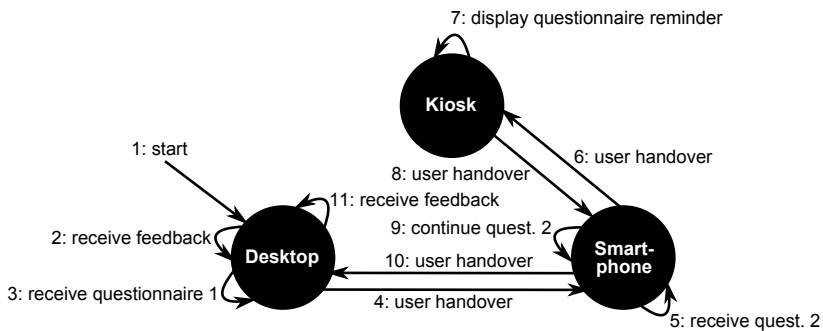 7: display questionnaire reminder
Kiosk
1: start
6: user handover
8: user handover
11: receive feedback
2: receive feedback
9: continue quest. 2
Desktop
Smart-
phone
10: user handover
3: receive questionnaire 1
4: user handover
5: receive quest. 2